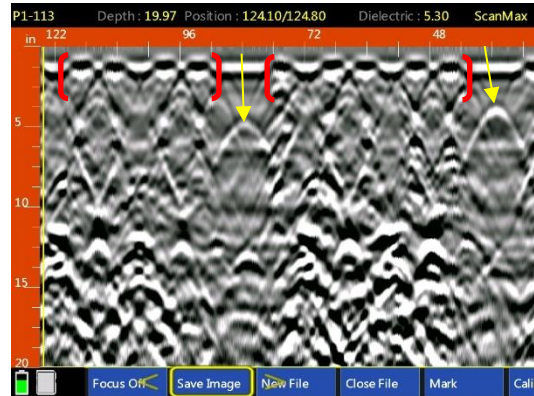 P1-113 Depth : 19.97 Position : 124.10/124.80 Dielectric : 5.30 ScanMax
in 122 96 72 48
5
10
15
20
Focus Off Save Image New File Close File Mark Cali